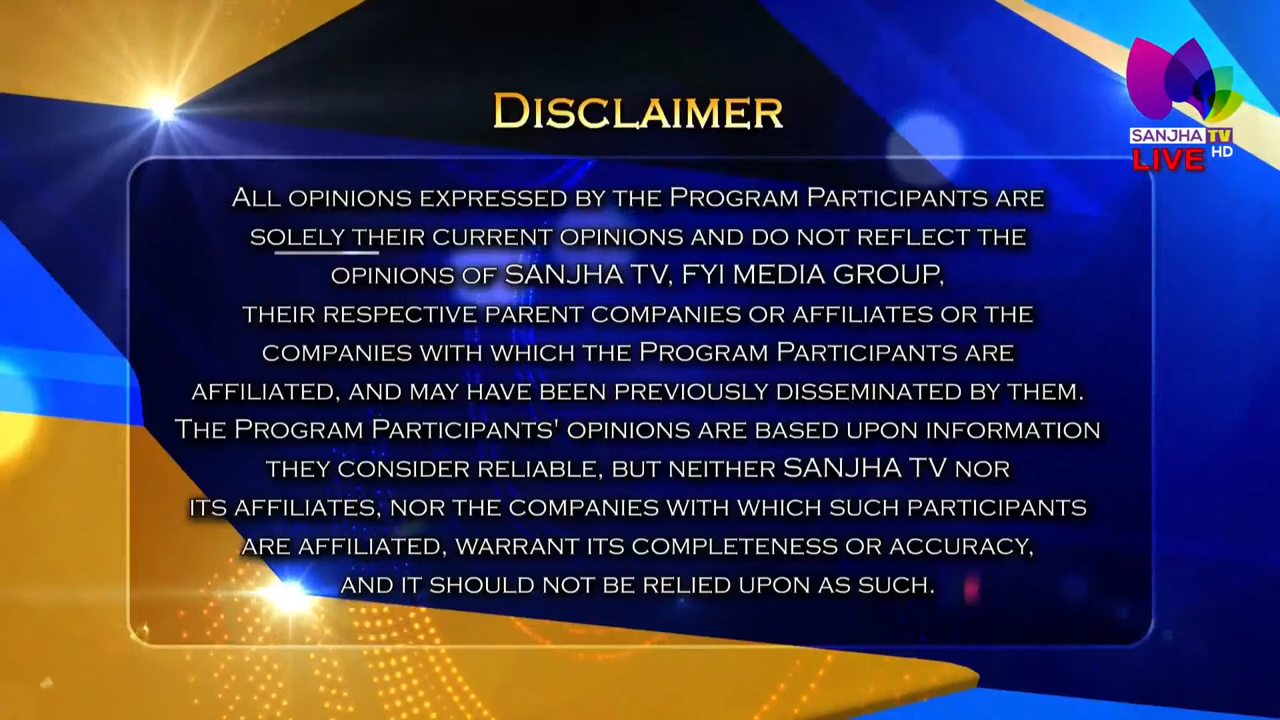 DISCLAIMER
SANJHA TV
LIVE HD
ALL OPINIONS EXPRESSED BY THE PROGRAM PARTICIPANTS ARE
SOLELY THEIR CURRENT OPINIONS AND DO NOT REFLECT THE
OPINIONS OF SANJHA TV, FYI MEDIA GROUP,
THEIR RESPECTIVE PARENT COMPANIES OR AFFILIATES OR THE
COMPANIES WITH WHICH THE PROGRAM PARTICIPANTS ARE
AFFILIATED, AND MAY HAVE BEEN PREVIOUSLY DISSEMINATED BY THEM.
THE PROGRAM PARTICIPANTS' OPINIONS ARE BASED UPON INFORMATION
THEY CONSIDER RELIABLE, BUT NEITHER SANJHA TV NOR
ITS AFFILIATES, NOR THE COMPANIES WITH WHICH SUCH PARTICIPANTS
ARE AFFILIATED, WARRANT ITS COMPLETENESS OR ACCURACY,
AND IT SHOULD NOT BE RELIED UPON AS SUCH.